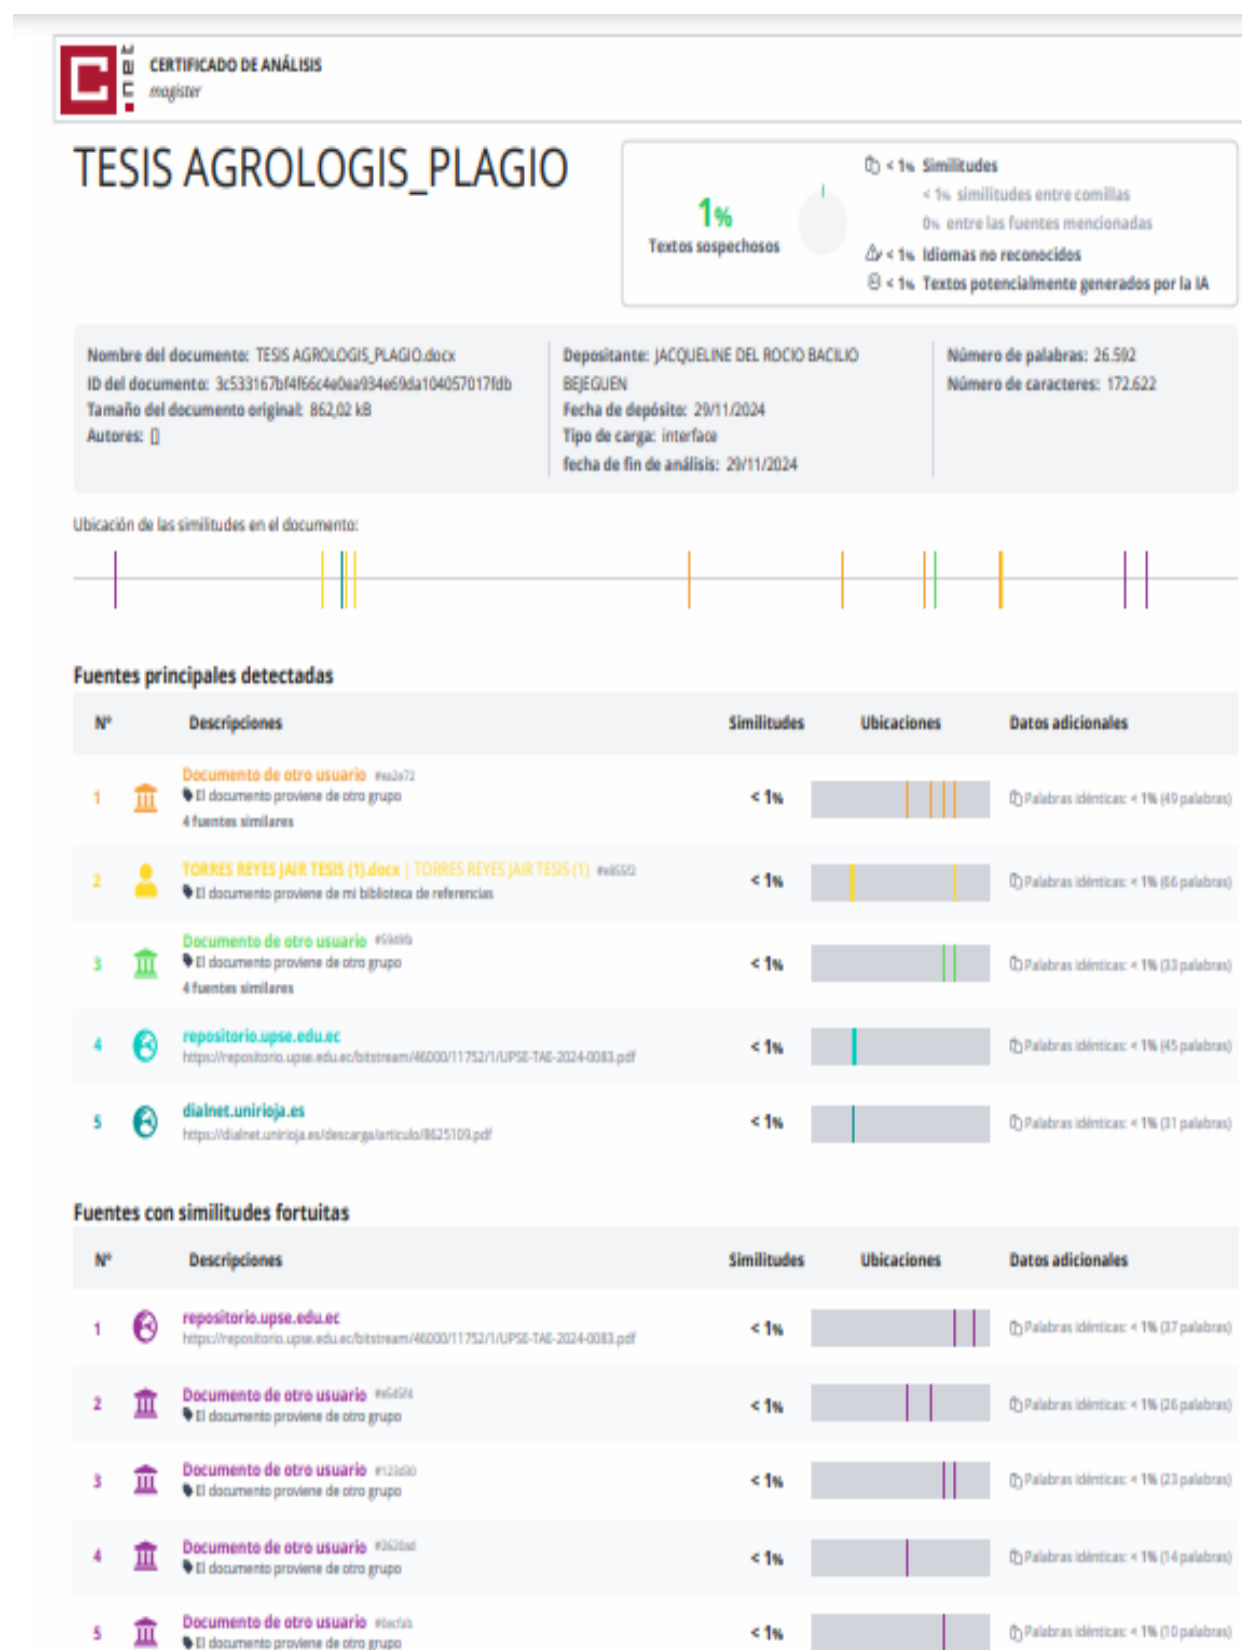 net
CERTIFICADO DE ANÁLISIS
magister
TESIS AGROLOGIS_PLAGIO
1%
Textos sospechosos
< 1% Similitudes
< 1% similitudes entre comillas
0% entre las fuentes mencionadas
< 1% Idiomas no reconocidos
< 1% Textos potencialmente generados por la IA
Nombre del documento: TESIS AGROLOGIS_PLAGIO.docx
ID del documento: 3c533167bf4f66c4e0ea934e69da104057017fdb
Tamaño del documento original: 862,02 kB
Autores: []
Depositante: JACQUELINE DEL ROCIO BACILIO
BEJEGUEN
Fecha de depósito: 29/11/2024
Tipo de carga: interface
fecha de fin de análisis: 29/11/2024
Número de palabras: 26.592
Número de caracteres: 172.622
Ubicación de las similitudes en el documento:
Fuentes principales detectadas
N° Descripciones Similitudes Ubicaciones Datos adicionales
1 Documento de otro usuario #ea2e72
El documento proviene de otro grupo
4 fuentes similares
< 1%
Palabras idénticas: < 1% (49 palabras)
2 TORRES REYES JAIR TESIS (1).docx | TORRES REYES JAIR TESIS (1)
El documento proviene de mi biblioteca de referencias
< 1%
Palabras idénticas: < 1% (66 palabras)
3 Documento de otro usuario
El documento proviene de otro grupo
4 fuentes similares
< 1%
Palabras idénticas: < 1% (33 palabras)
4 repositorio.upse.edu.ec
https://repositorio.upse.edu.ec/bitstream/46000/11752/1/UPSE-TAE-2024-0083.pdf
< 1%
Palabras idénticas: < 1% (45 palabras)
5 dialnet.unirioja.es
https://dialnet.unirioja.es/descarga/articulo/8625109.pdf
< 1%
Palabras idénticas: < 1% (31 palabras)
Fuentes con similitudes fortuitas
N° Descripciones Similitudes Ubicaciones Datos adicionales
1 repositorio.upse.edu.ec
https://repositorio.upse.edu.ec/bitstream/46000/11752/1/UPSE-TAE-2024-0083.pdf
< 1%
Palabras idénticas: < 1% (37 palabras)
2 Documento de otro usuario
El documento proviene de otro grupo
< 1%
Palabras idénticas: < 1% (26 palabras)
3 Documento de otro usuario
El documento proviene de otro grupo
< 1%
Palabras idénticas: < 1% (23 palabras)
4 Documento de otro usuario
El documento proviene de otro grupo
< 1%
Palabras idénticas: < 1% (14 palabras)
5 Documento de otro usuario
El documento proviene de otro grupo
< 1%
Palabras idénticas: < 1% (10 palabras)